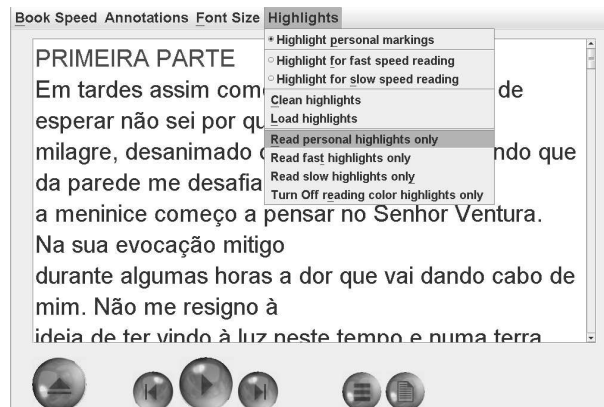 Book Speed Annotations Font Size Highlights
Highlight personal markings
Highlight for fast speed reading
Highlight for slow speed reading
Clean highlights
Load highlights
Read personal highlights only
Read fast highlights only
Read slow highlights only
Turn Off reading color highlights only
PRIMEIRA PARTE
Em tardes assim com de
esperar não sei por qu
milagre, desanimado ndo que
da parede me desafia
a meninice começo a pensar no Senhor Ventura.
Na sua evocação mitigo
durante algumas horas a dor que vai dando cabo de
mim. Não me resigno à
ideia de ter vindo à luz neste tempo e numa terra